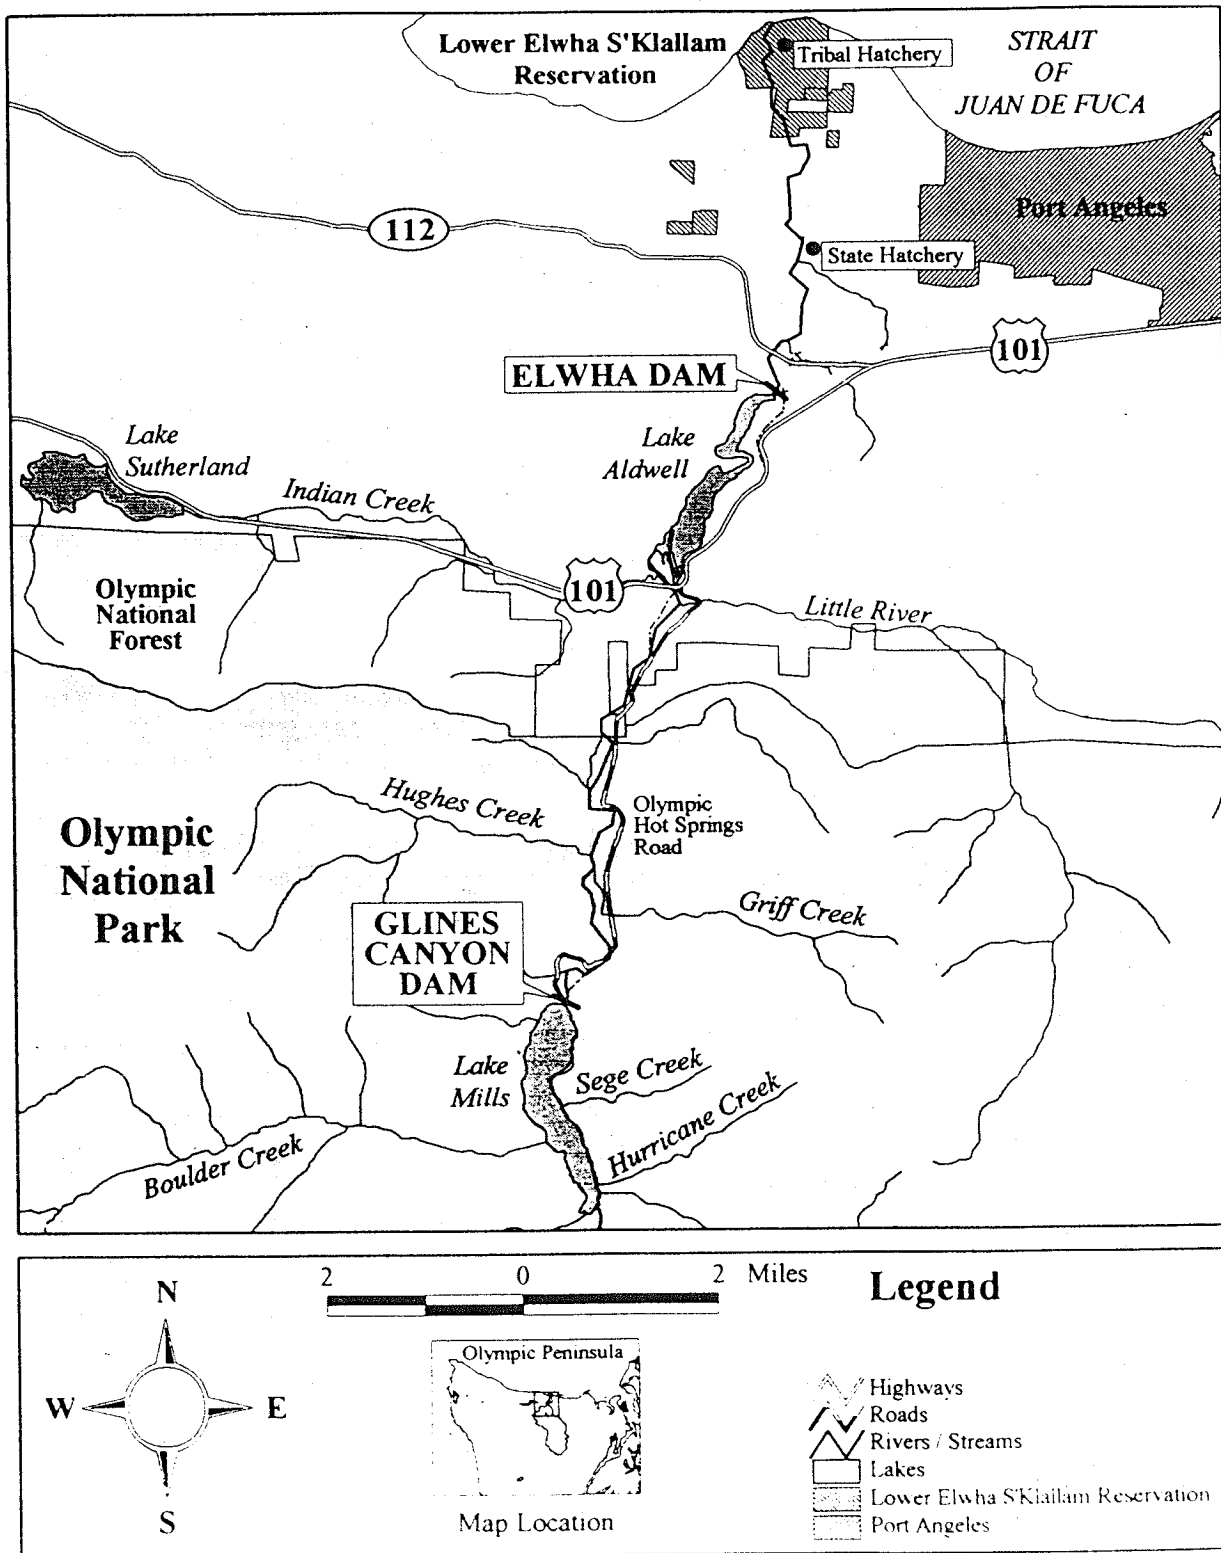 Lower Elwha S'Klallam
Reservation
Tribal Hatchery
STRAIT
OF
JUAN DE FUCA
Port Angeles
112
State Hatchery
101
ELWHA DAM
Lake
Aldwell
Lake
Sutherland
Indian Creek
101
Olympic
National
Forest
Little River
Hughes Creek
Olympic
Hot Springs
Road
Olympic
National
Park
Griff Creek
GLINES
CANYON
DAM
Lake
Mills
Sege Creek
Hurricane Creek
Boulder Creek
N
W
E
S
2 0 2 Miles
Olympic Peninsula
Map Location
Legend
Highways
Roads
Rivers / Streams
Lakes
Lower Elwha S'Klallam Reservation
Port Angeles